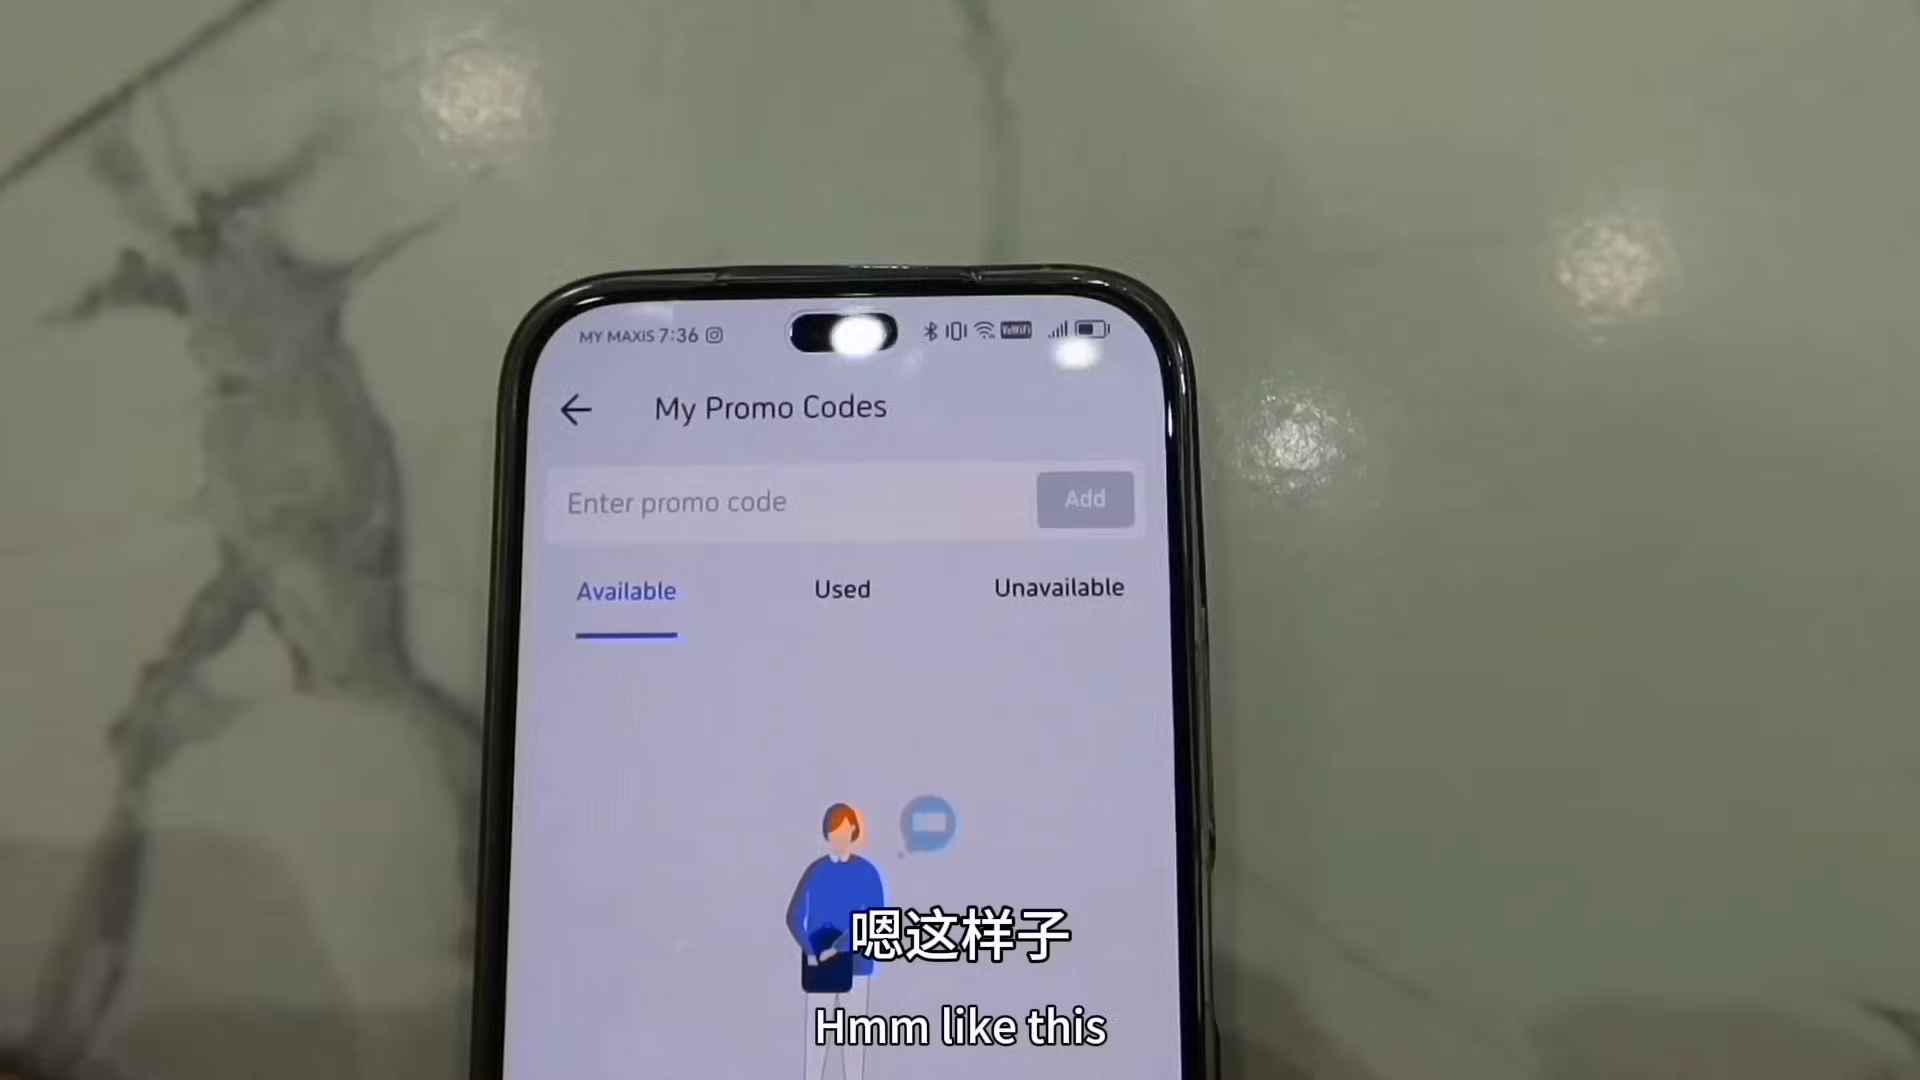 MY MAXIS 7:36
VoWiFi
My Promo Codes
Enter promo code
Add
Available
Used
Unavailable
嗯这样子
Hmm like this